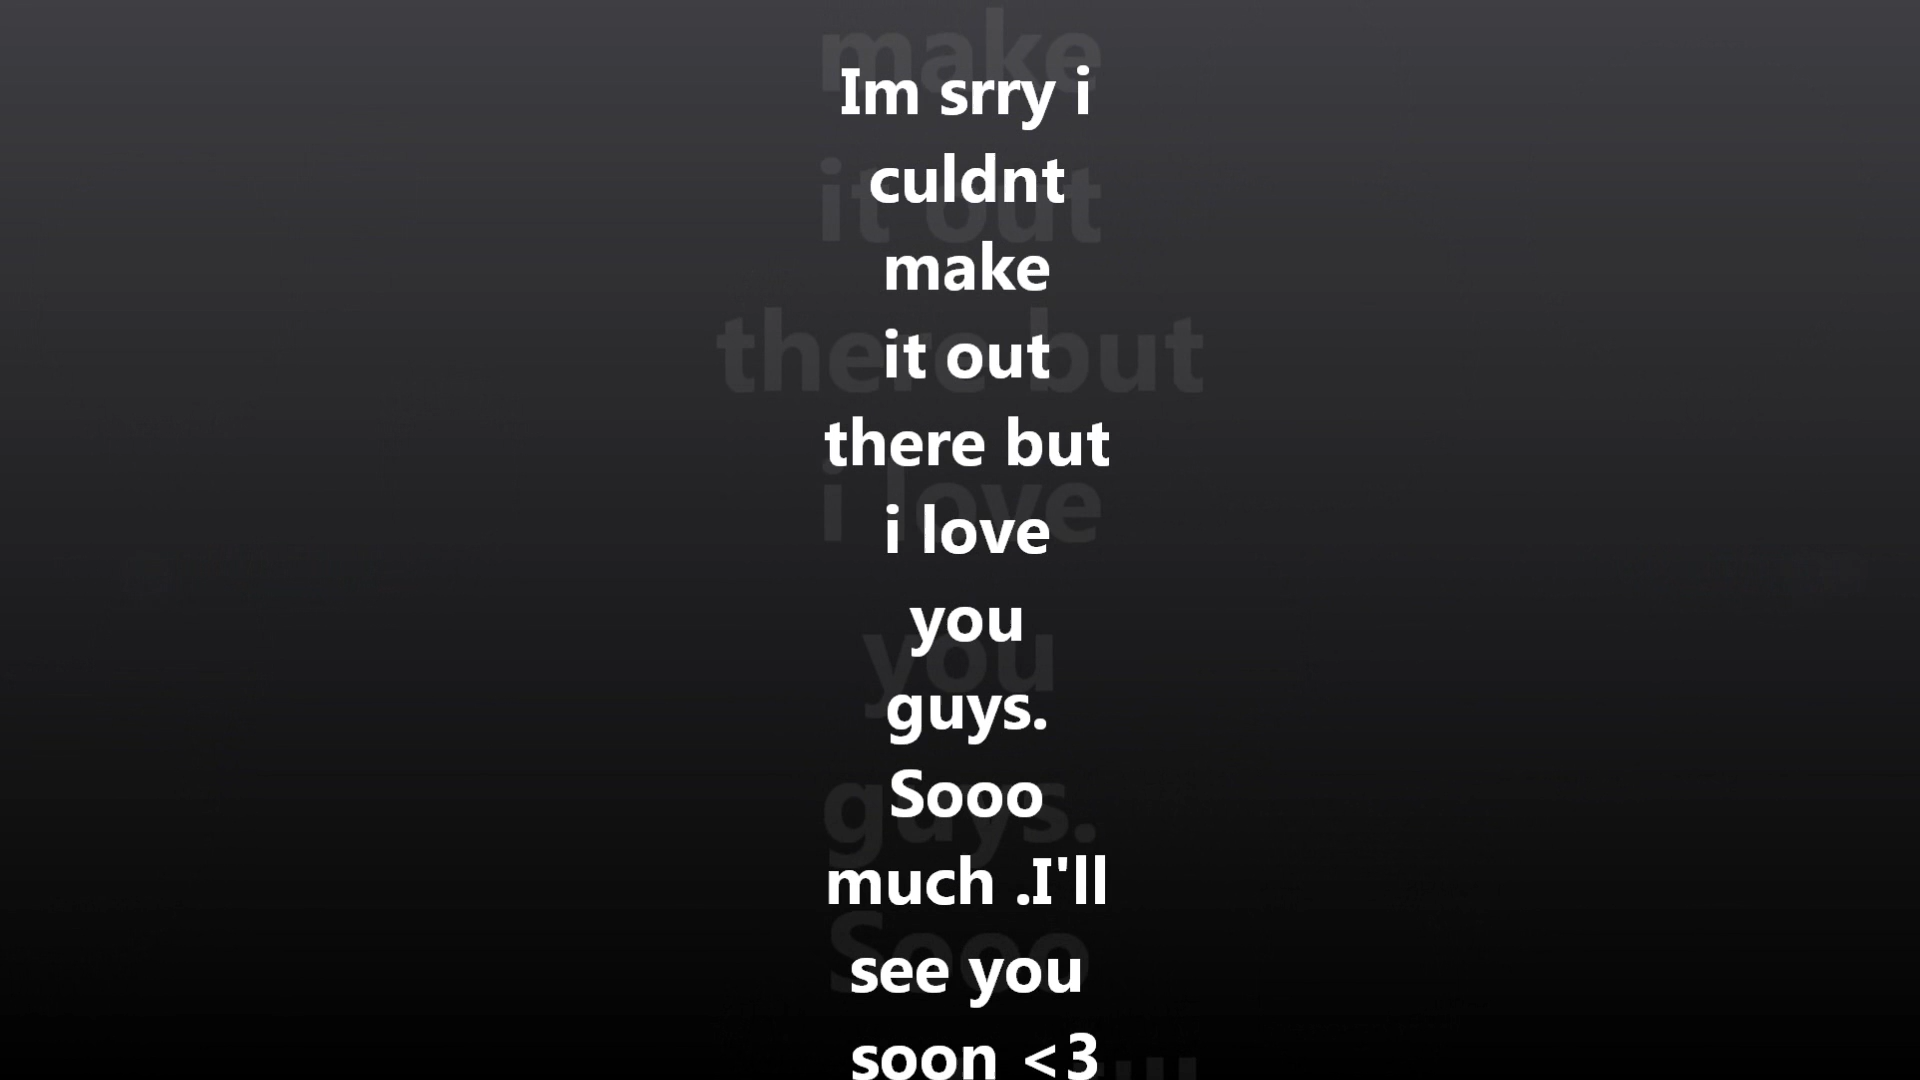 Im srry i
culdnt
make
it out
there but
i love
you
guys.
Sooo
much .I'll
see you
soon <3